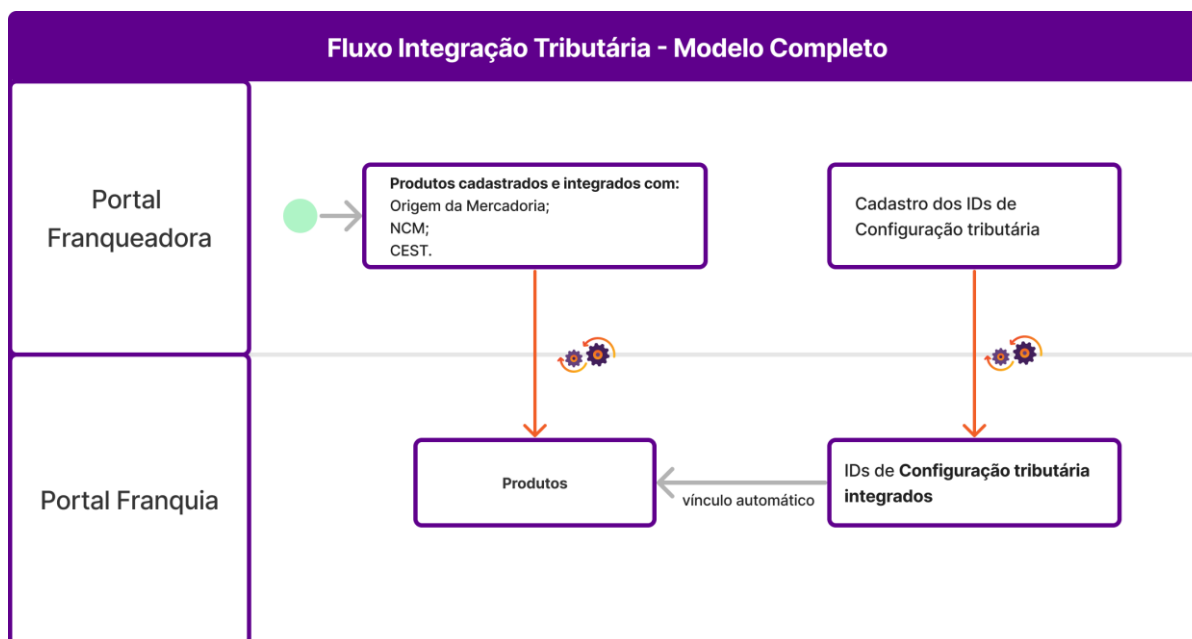 Fluxo Integração Tributária - Modelo Completo
Portal
Franqueadora
Produtos cadastrados e integrados com:
Origem da Mercadoria;
NCM;
CEST.
Cadastro dos IDs de
Configuração tributária
Portal Franquia
Produtos
vínculo automático
IDs de Configuração tributária
integrados